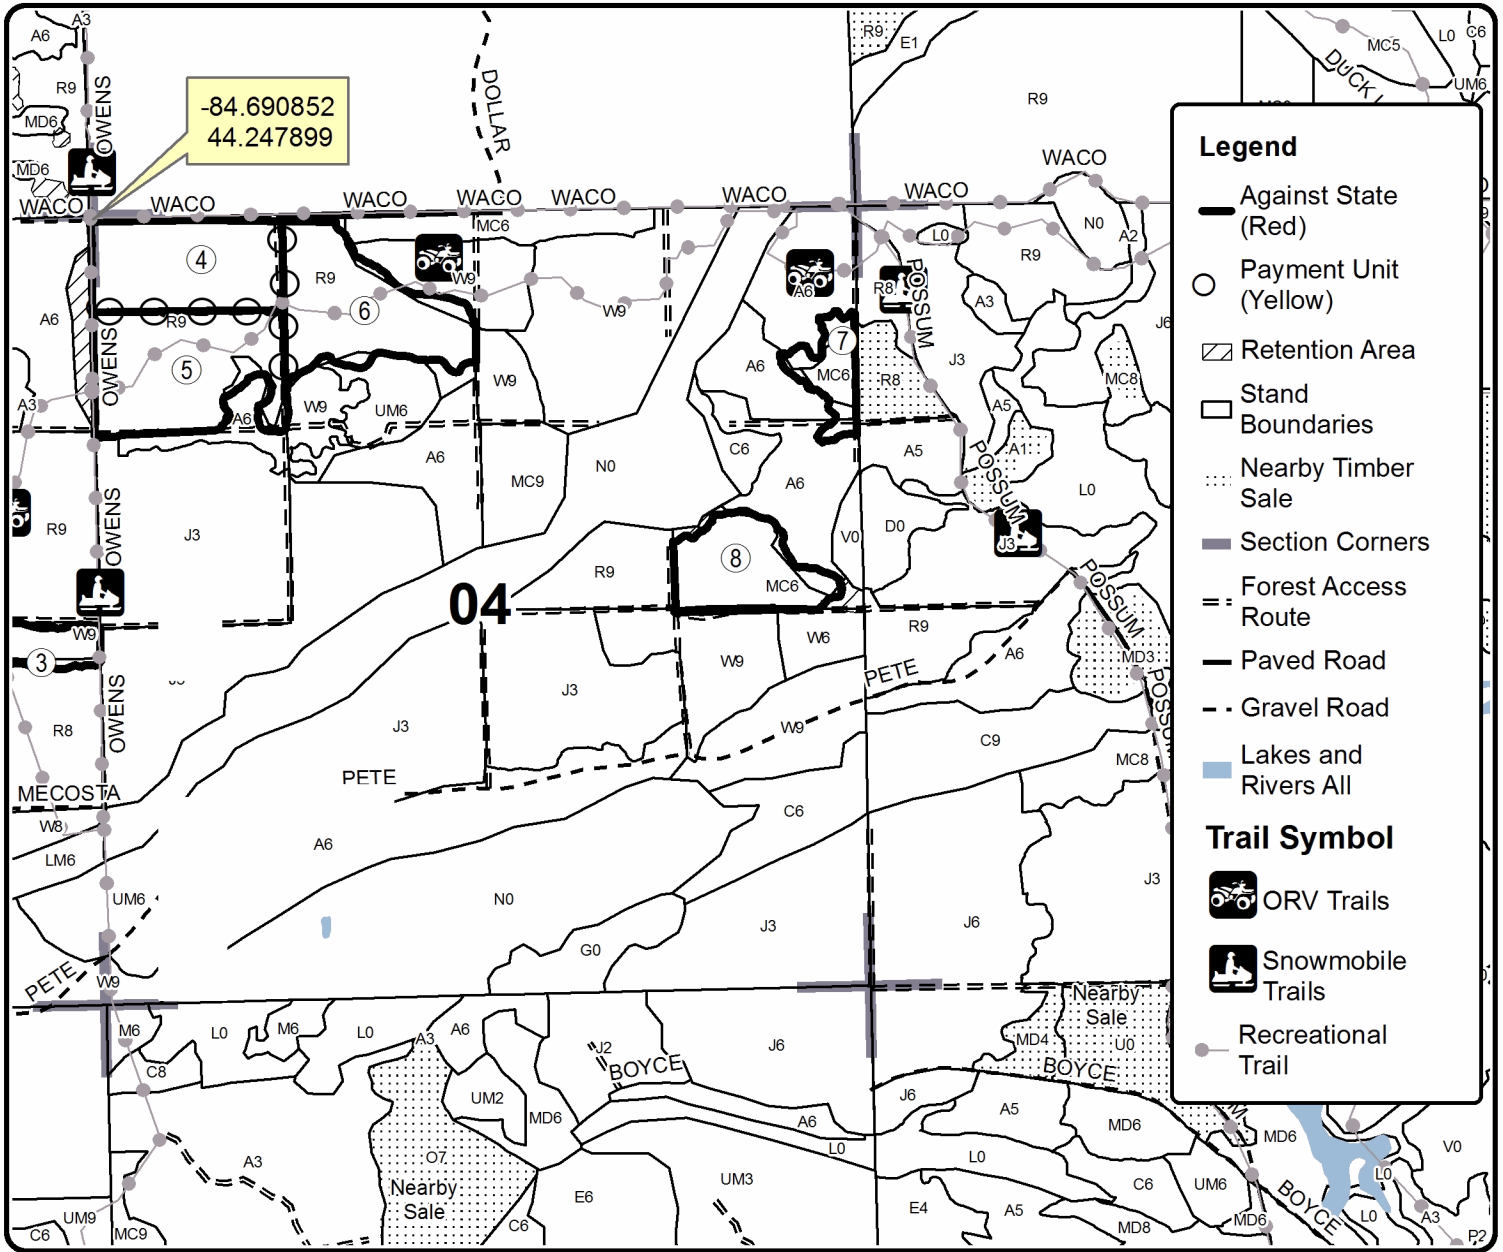 A3
A6
R9
E1
MC5
L0
C6
DUCK L
UM6
R9
OWENS
DOLLAR
-84.690852
44.247899
R9
MD6
MD6
WACO
WACO
WACO
WACO
WACO
WACO
WACO
WACO
MC6
L0
N0
A2
R9
4
R9
W9
A6
R8
POSSUM
A3
J6
A6
R9
6
W9
7
J3
OWENS
5
A6
MC6
R8
MC8
W9
A3
A6
W9
UM6
A5
A1
A6
MC9
N0
C6
A6
A5
POSSUM
L0
R9
OWENS
J3
V0
D0
J3
R9
8
MC6
POSSUM
04
W9
3
R9
W6
W9
A6
MD3
J3
PETE
POSSUM
R8
OWENS
J3
W9
C9
MC8
PETE
MECOSTA
W8
C6
LM6
A6
UM6
N0
J3
J6
J3
G0
PETE
W9
Nearby
Sale
M6
L0
M6
L0
A3
A6
J2
J6
MD4
U0
C8
BOYCE
BOYCE
UM2
MD6
J6
A5
A6
MD6
MD6
V0
L0
L0
A3
O7
UM3
C6
UM6
L0
Nearby
Sale
E6
E4
A5
BOYCE
L0
A3
UM9
C6
MC9
C6
MD8
MD6
P2
Legend
Against State
(Red)
Payment Unit
(Yellow)
Retention Area
Stand
Boundaries
Nearby Timber
Sale
Section Corners
Forest Access
Route
Paved Road
Gravel Road
Lakes and
Rivers All
Trail Symbol
ORV Trails
Snowmobile
Trails
Recreational
Trail